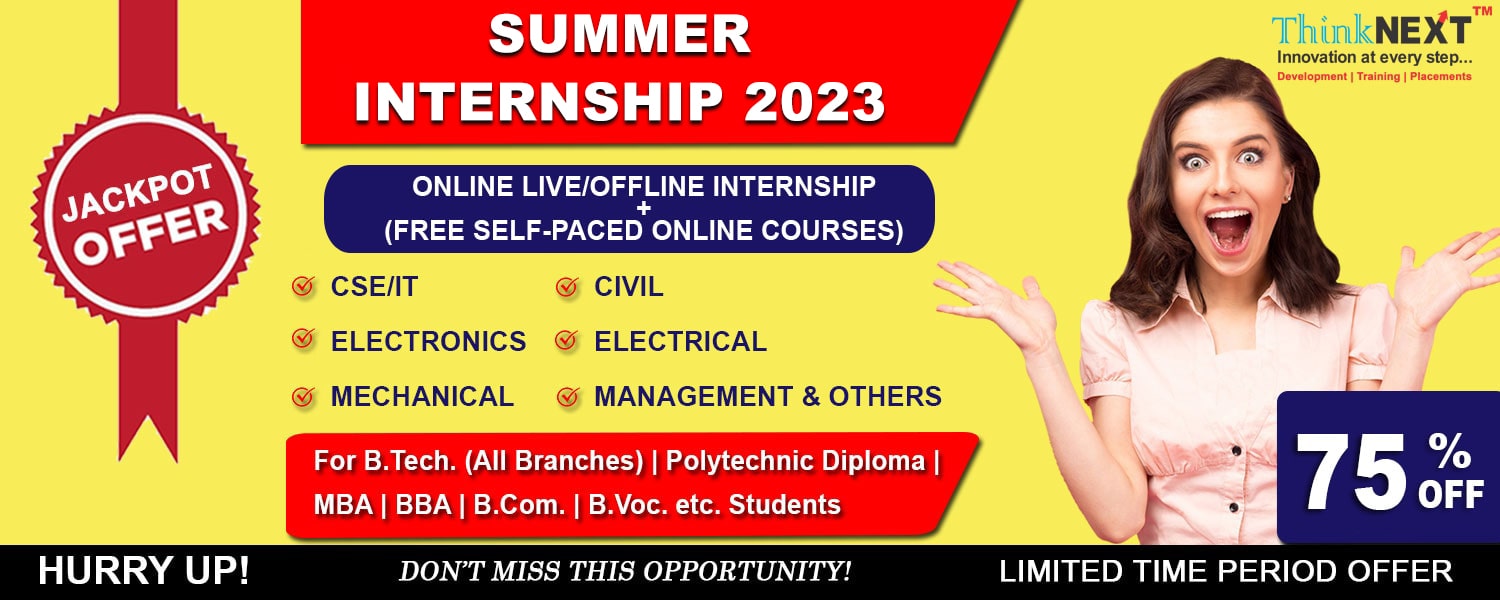 SUMMER
INTERNSHIP 2023
ThinkNEXT™
Innovation at every step...
Development | Training | Placements
JACKPOT
OFFER
ONLINE LIVE/OFFLINE INTERNSHIP
+
(FREE SELF-PACED ONLINE COURSES)
CSE/IT
CIVIL
ELECTRONICS
ELECTRICAL
MECHANICAL
MANAGEMENT & OTHERS
For B.Tech. (All Branches) | Polytechnic Diploma |
MBA | BBA | B.Com. | B.Voc. etc. Students
75% OFF
HURRY UP!
DON'T MISS THIS OPPORTUNITY!
LIMITED TIME PERIOD OFFER